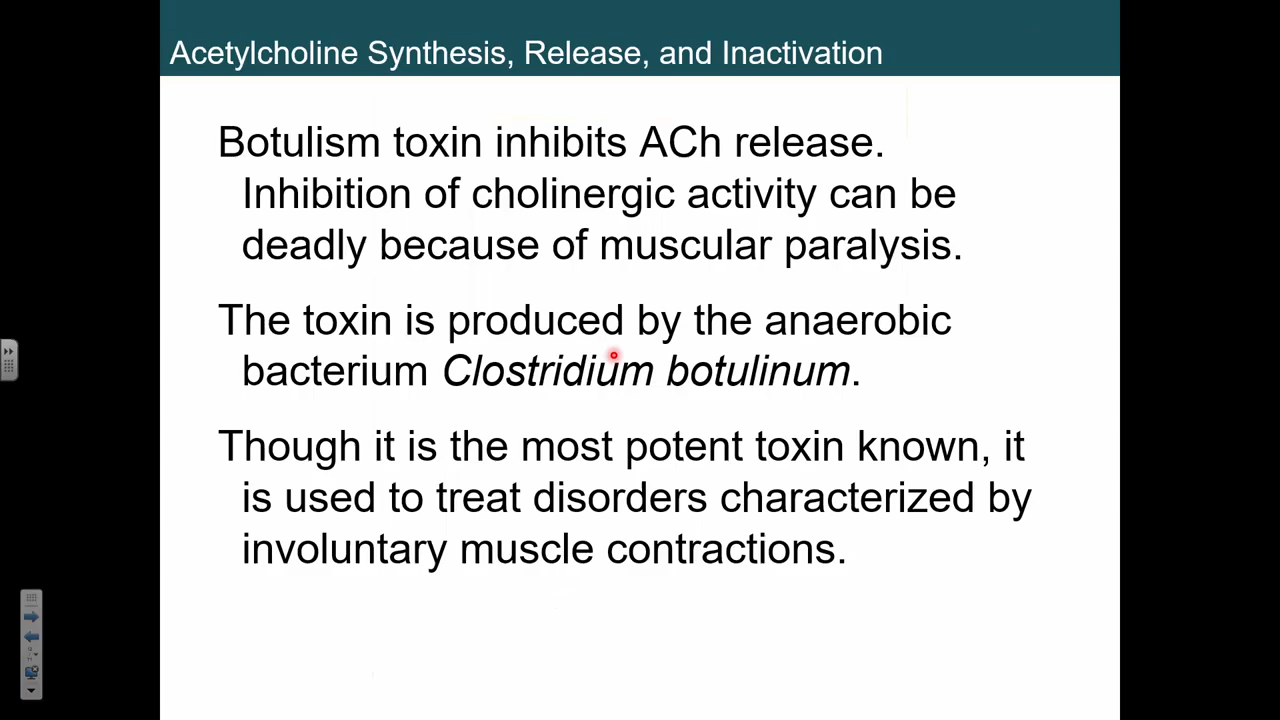 Acetylcholine Synthesis, Release, and Inactivation
Botulism toxin inhibits ACh release.
Inhibition of cholinergic activity can be
deadly because of muscular paralysis.
The toxin is produced by the anaerobic
bacterium Clostridium botulinum.
Though it is the most potent toxin known, it
is used to treat disorders characterized by
involuntary muscle contractions.